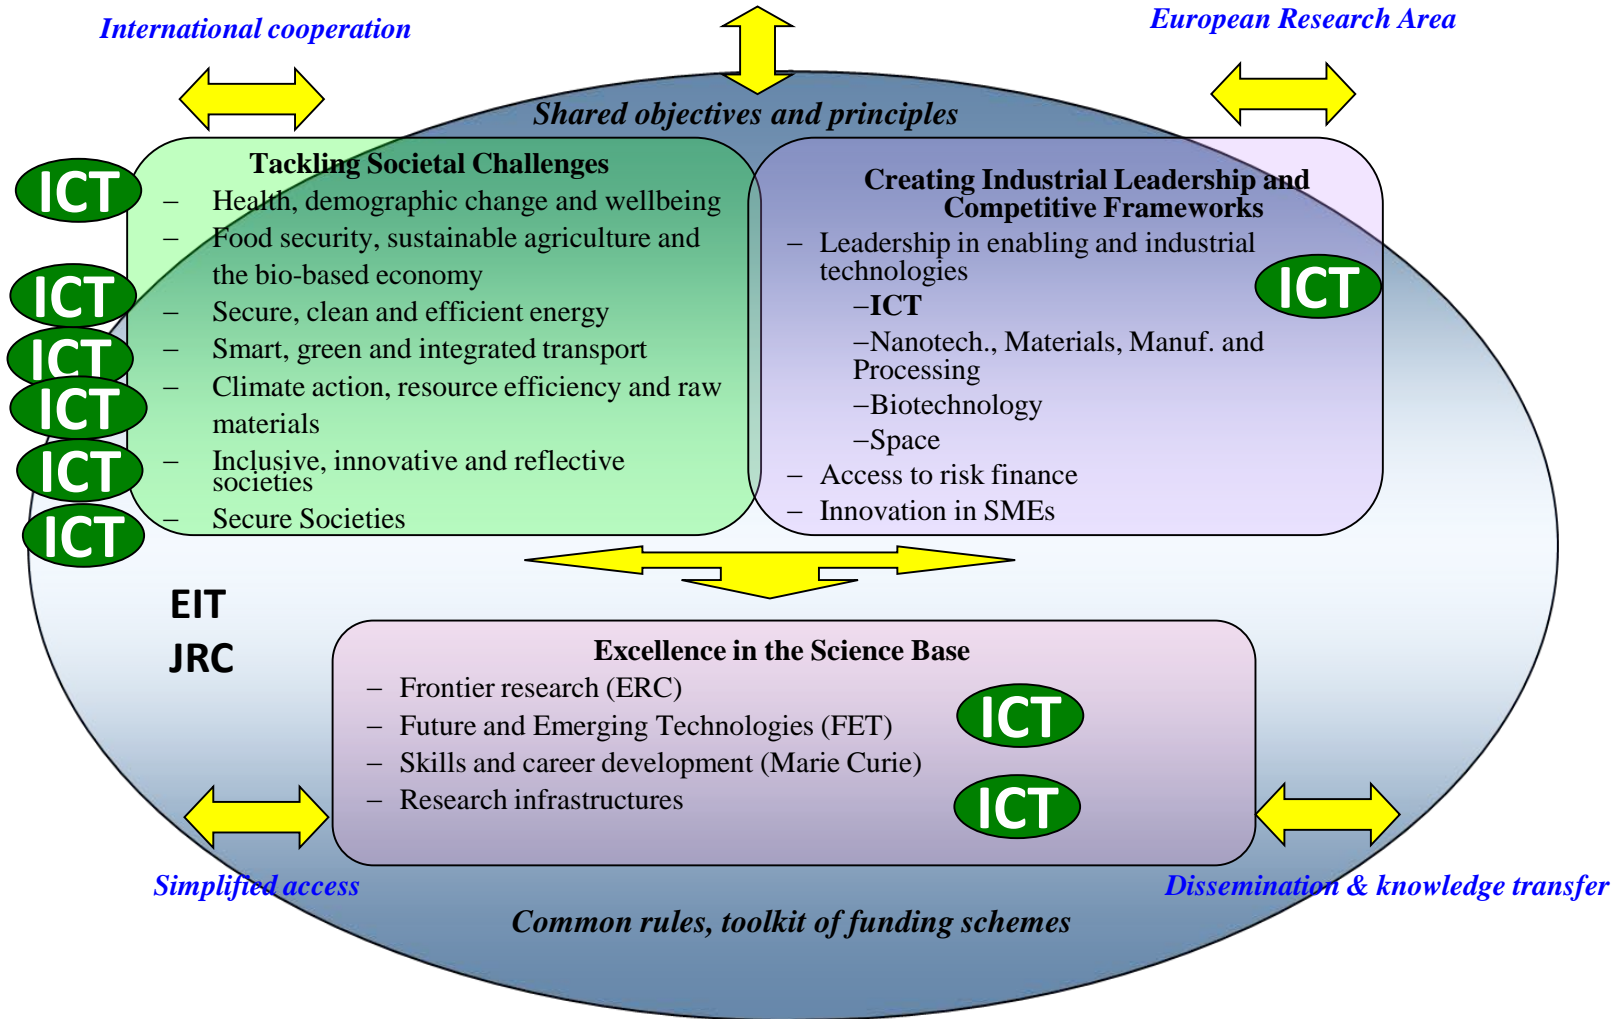 International cooperation
European Research Area
Shared objectives and principles
Tackling Societal Challenges
– Health, demographic change and wellbeing
– Food security, sustainable agriculture and
the bio-based economy
– Secure, clean and efficient energy
– Smart, green and integrated transport
– Climate action, resource efficiency and raw
materials
– Inclusive, innovative and reflective
societies
– Secure Societies
ICT
ICT
ICT
ICT
ICT
ICT
Creating Industrial Leadership and
Competitive Frameworks
– Leadership in enabling and industrial
technologies
–ICT
–Nanotech., Materials, Manuf. and
Processing
–Biotechnology
–Space
– Access to risk finance
– Innovation in SMEs
ICT
EIT
JRC
Excellence in the Science Base
– Frontier research (ERC)
– Future and Emerging Technologies (FET)
– Skills and career development (Marie Curie)
– Research infrastructures
ICT
ICT
Simplified access
Dissemination & knowledge transfer
Common rules, toolkit of funding schemes